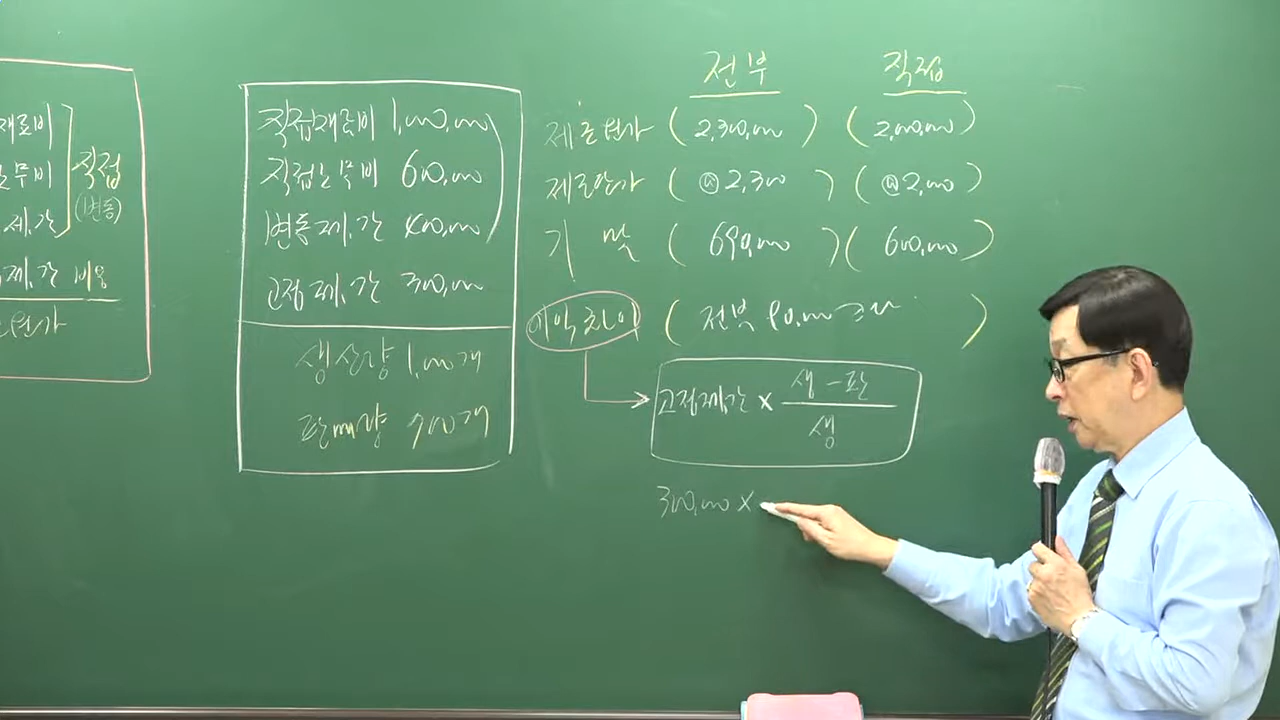 재료비
노무비
직접
(변동)
제.간
제.간 비용
원가
직접재료비 1,000,000
직접노무비 600,000
변동제.간 400,000
고정제.간 300,000
생산량 1,000개
판매량 700개
전부 직접
제조원가 (2,300,000) (2,000,000)
제조단가 (@2,300) (@2,000)
기말 (690,000) (600,000)
이익차이 (전부 90,000크다)
고정제.간 × 생-판
생
300,000 ×